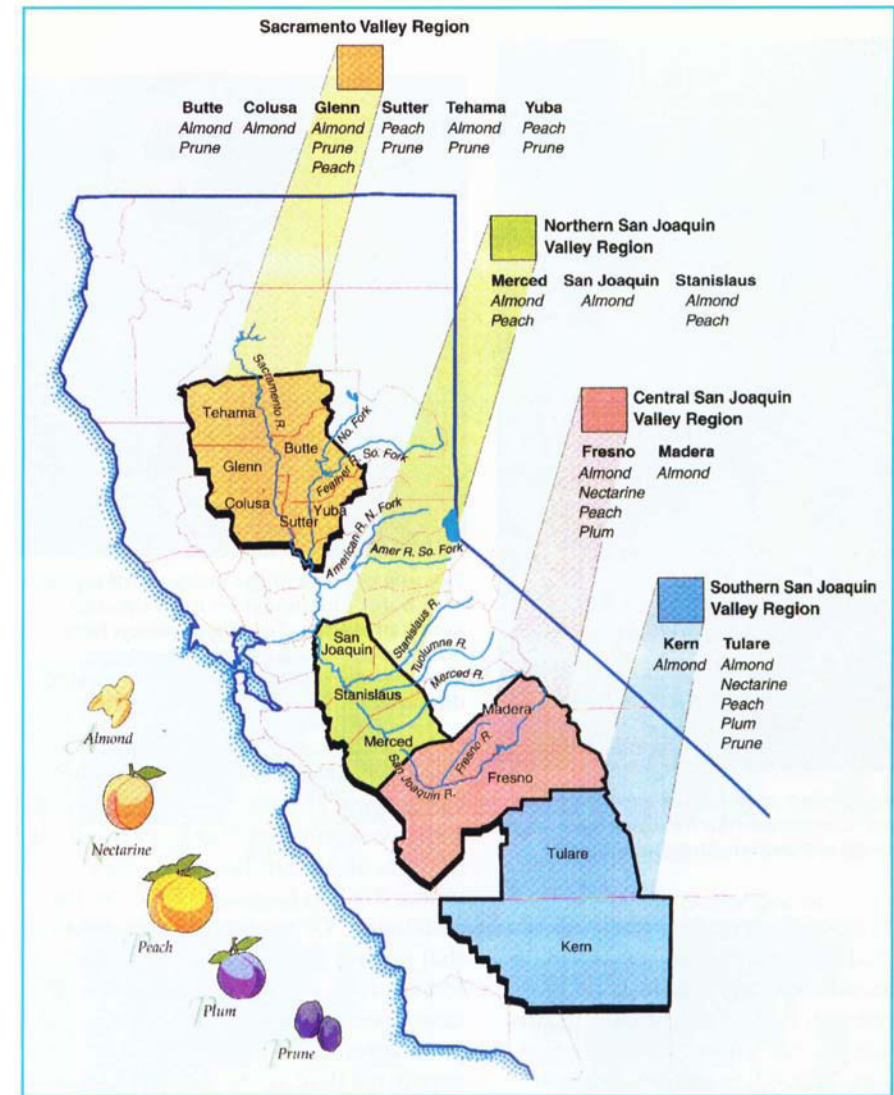 Sacramento Valley Region
Butte Colusa Glenn Sutter Tehama Yuba
Almond Almond Almond Peach Almond Peach
Prune Prune Prune Prune Prune
Peach
Northern San Joaquin
Valley Region
Merced San Joaquin Stanislaus
Almond Almond Almond
Peach Peach
Central San Joaquin
Valley Region
Fresno Madera
Almond Almond
Nectarine
Peach
Plum
Southern San Joaquin
Valley Region
Kern Tulare
Almond Almond
Nectarine
Peach
Plum
Prune
Sacramento R.
Tehama
Butte
No. Fork
Glenn
Feather R. So. Fork
Colusa
Yuba
Sutter
American R. N. Fork
Amer R. So. Fork
San
Joaquin
Stanislaus R.
Tuolumne R.
Stanislaus
Merced R.
Madera
Merced
Fresno R.
San Joaquin R.
Fresno
Tulare
Kern
Almond
Nectarine
Peach
Plum
Prune